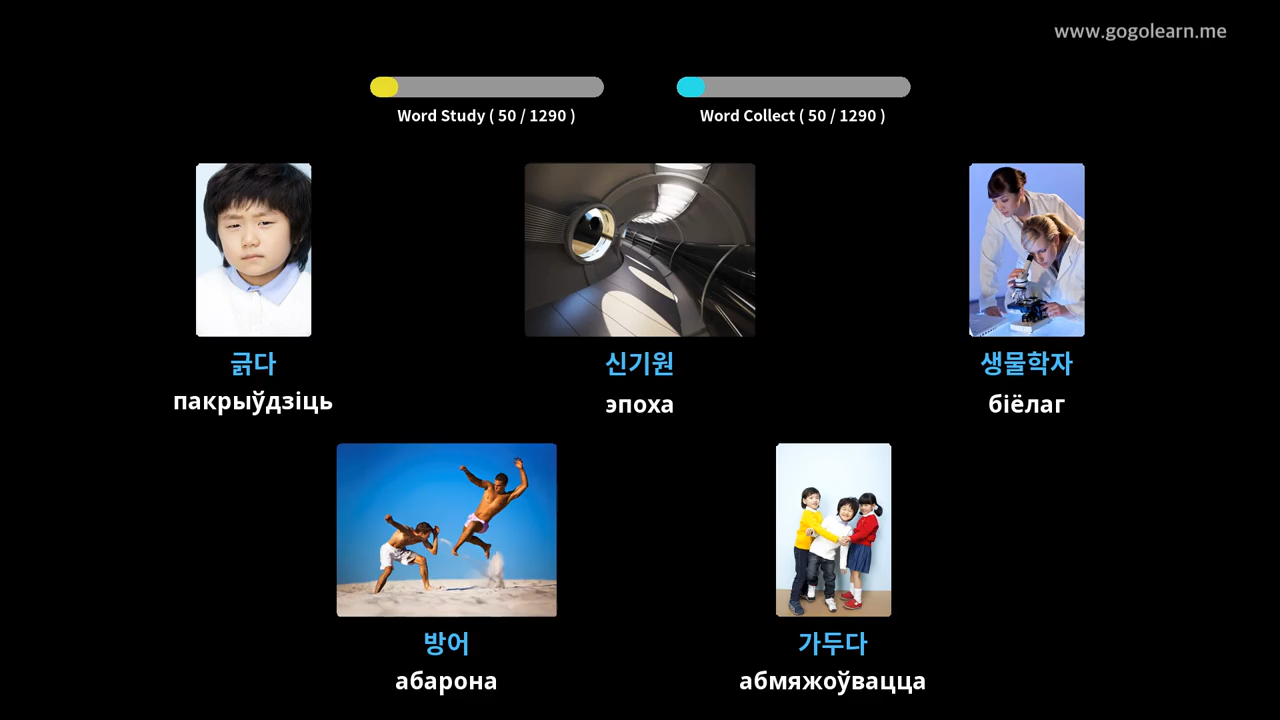 www.gogolearn.me
Word Study ( 50 / 1290 )
Word Collect ( 50 / 1290 )
긁다
신기원
생물학자
пакрыўдзіць
эпоха
біёлаг
방어
가두다
абарона
абмяжоўвацца